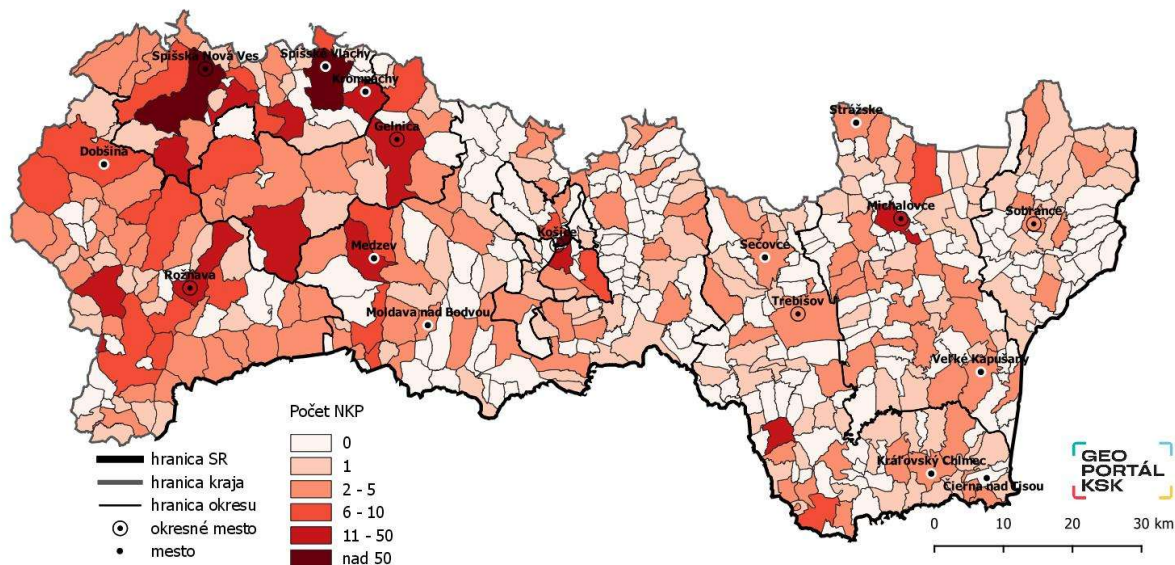 Spišská Nová Ves
Spišské Vlachy
Krompachy
Gelnica
Dobšiná
Strážske
Michalovce
Sobrance
Košice
Sečovce
Medzev
Rožňava
Moldava nad Bodvou
Trebišov
Veľké Kapušany
Kráľovský Chlmec
Čierna nad Tisou
Počet NKP
0
1
2 - 5
6 - 10
11 - 50
nad 50
hranica SR
hranica kraja
hranica okresu
okresné mesto
mesto
GEO
PORTÁL
KSK
0 10 20 30 km